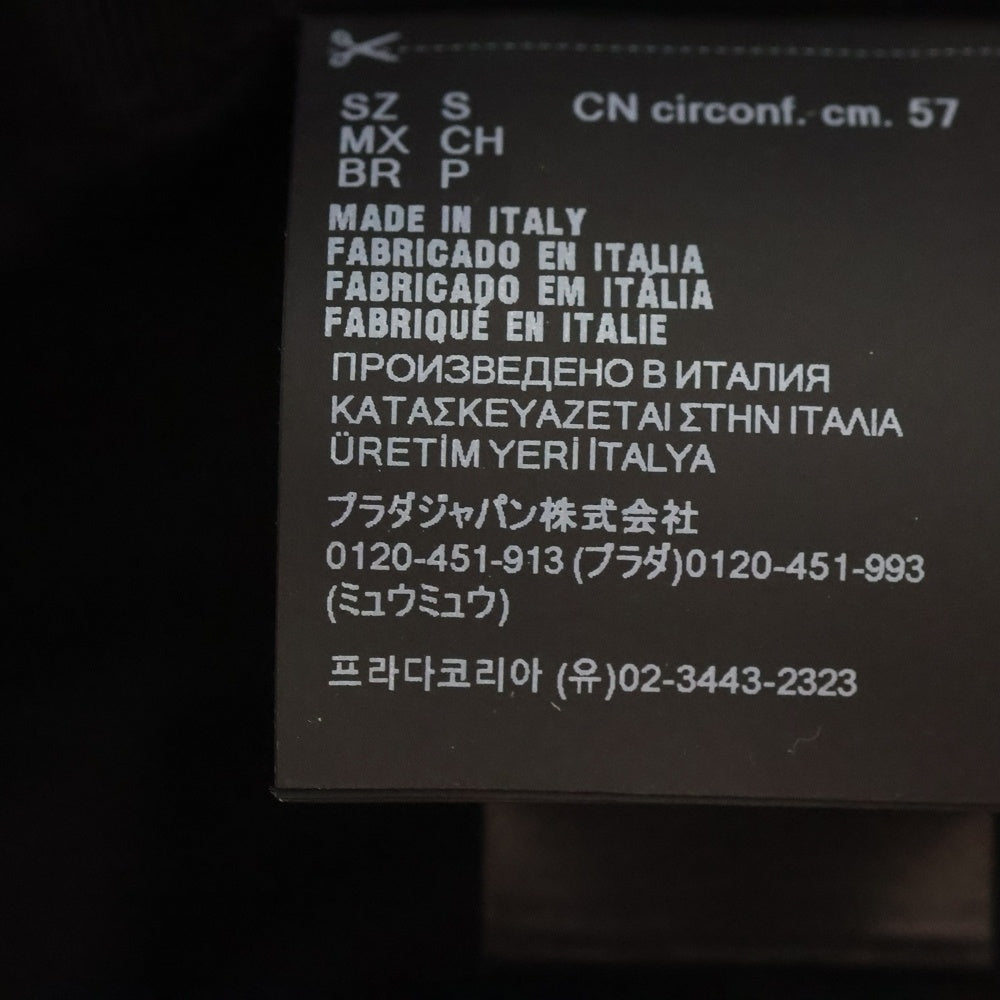 SZ S CN circonf. cm. 57
MX CH
BR P
MADE IN ITALY
FABRICADO EN ITALIA
FABRICADO EM ITÁLIA
FABRIQUÉ EN ITALIE
ПРОИЗВЕДЕНО В ИТАЛИЯ
ΚΑΤΑΣΚΕΥΑΖΕΤΑΙ ΣΤΗΝ ΙΤΑΛΙΑ
ÜRETİM YERİ İTALYA
プラダジャパン株式会社
0120-451-913 (プラダ)0120-451-993
(ミュウミュウ)
프라다코리아 (유)02-3443-2323